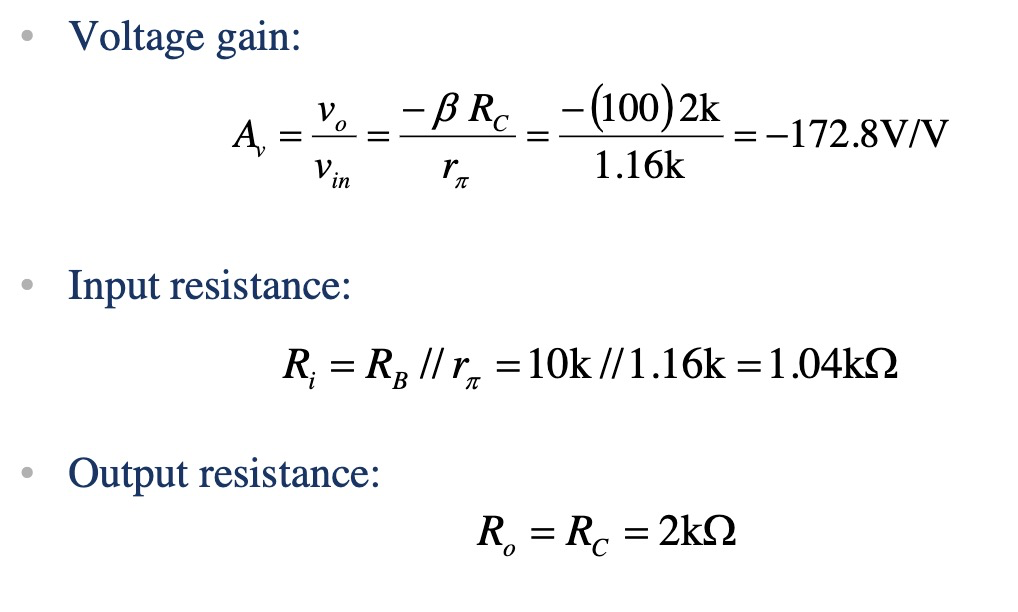 • Voltage gain:
A_v = v_o / v_in = −β R_C / r_π = −(100) 2k / 1.16k = −172.8V/V
• Input resistance:
R_i = R_B // r_π = 10k // 1.16k = 1.04kΩ
• Output resistance:
R_o = R_C = 2kΩ